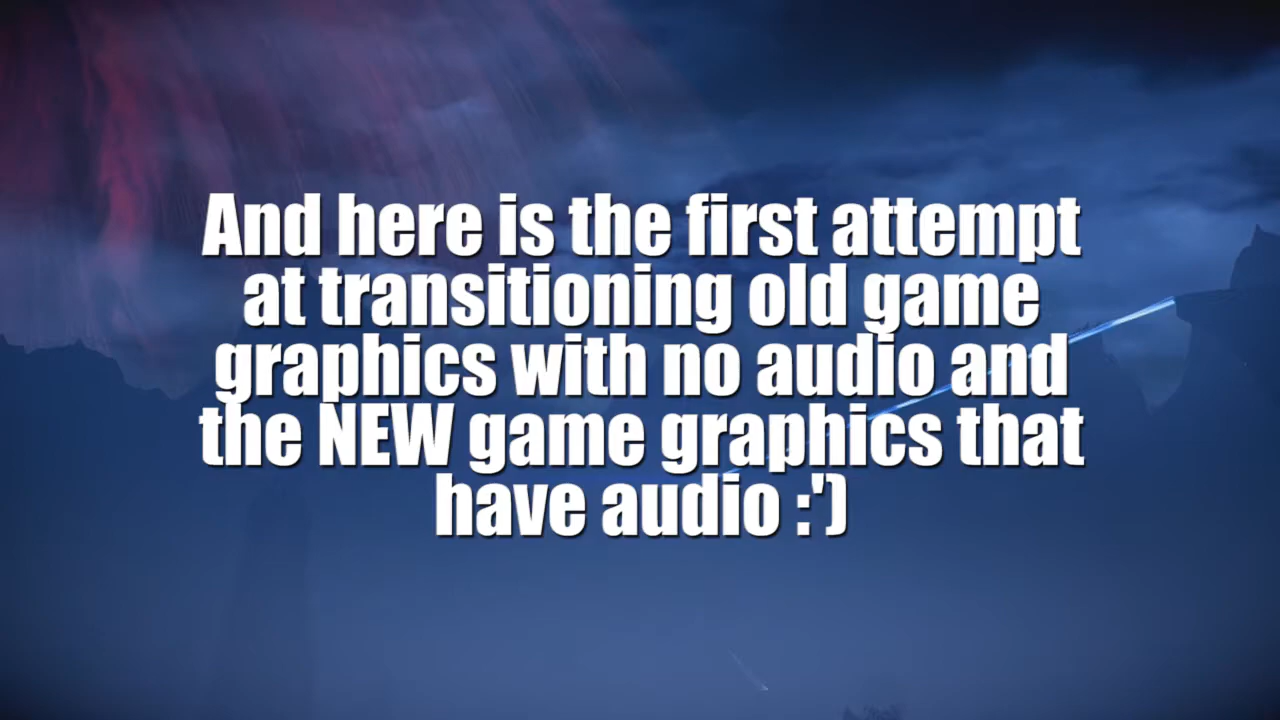 And here is the first attempt
at transitioning old game
graphics with no audio and
the NEW game graphics that
have audio :')